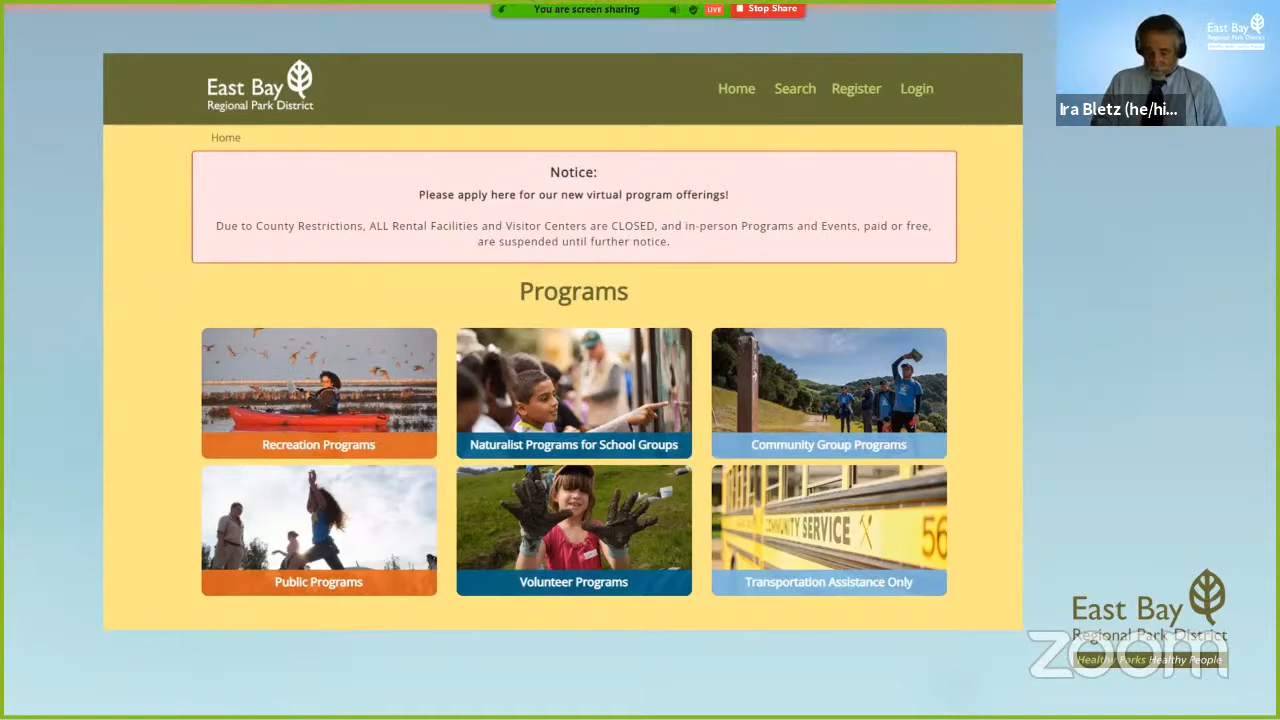 You are screen sharing
LIVE
Stop Share
East Bay
Regional Park District
Ira Bletz (he/hi...
East Bay
Regional Park District
Home
Search
Register
Login
Home
Notice:
Please apply here for our new virtual program offerings!
Due to County Restrictions, ALL Rental Facilities and Visitor Centers are CLOSED, and in-person Programs and Events, paid or free,
are suspended until further notice.
Programs
Recreation Programs
Naturalist Programs for School Groups
Community Group Programs
COMMUNITY SERVICE
56
Public Programs
Volunteer Programs
Transportation Assistance Only
East Bay
Regional Park District
zoom
Healthy Parks Healthy People